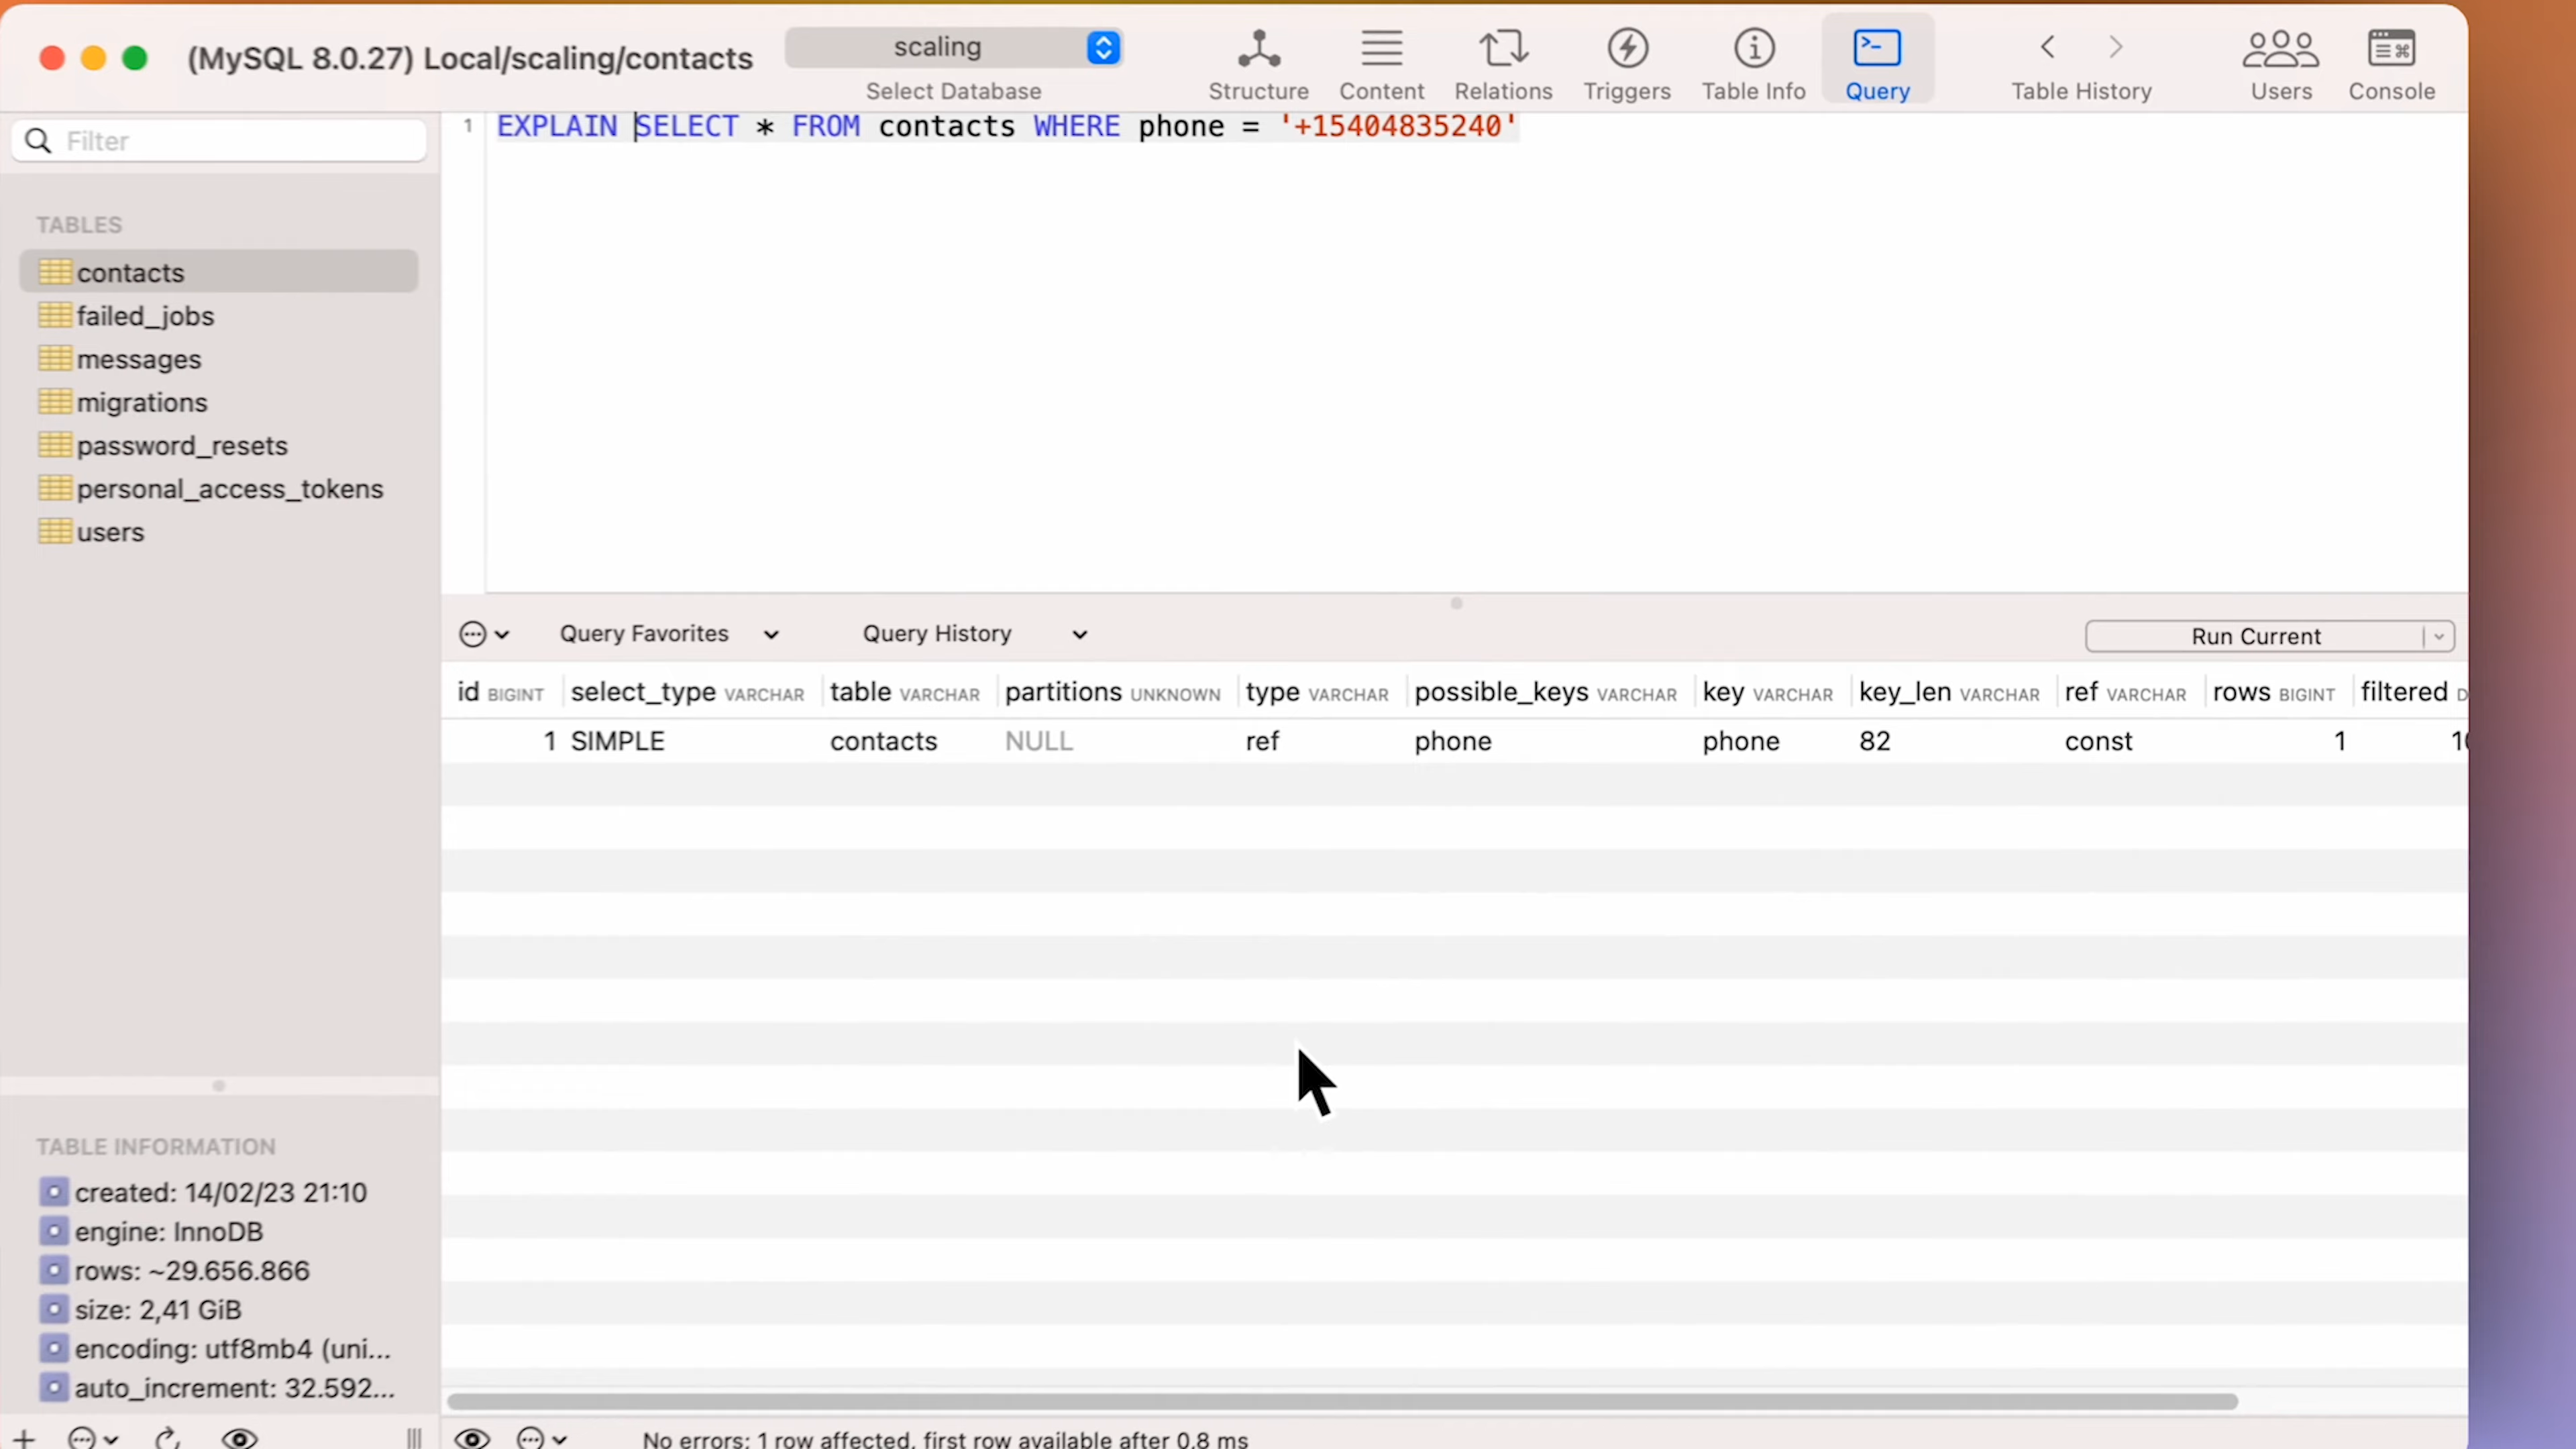 (MySQL 8.0.27) Local/scaling/contacts
scaling
Select Database
Structure
Content
Relations
Triggers
Table Info
Query
Table History
Users
Console
Filter
1 EXPLAIN SELECT * FROM contacts WHERE phone = '+15404835240'
TABLES
contacts
failed_jobs
messages
migrations
password_resets
personal_access_tokens
users
Query Favorites
Query History
Run Current
id BIGINT select_type VARCHAR table VARCHAR partitions UNKNOWN type VARCHAR possible_keys VARCHAR key VARCHAR key_len VARCHAR ref VARCHAR rows BIGINT filtered D
1 SIMPLE contacts NULL ref phone phone 82 const 1 10
TABLE INFORMATION
created: 14/02/23 21:10
engine: InnoDB
rows: ~29.656.866
size: 2,41 GiB
encoding: utf8mb4 (uni...
auto_increment: 32.592...
No errors; 1 row affected, first row available after 0,8 ms